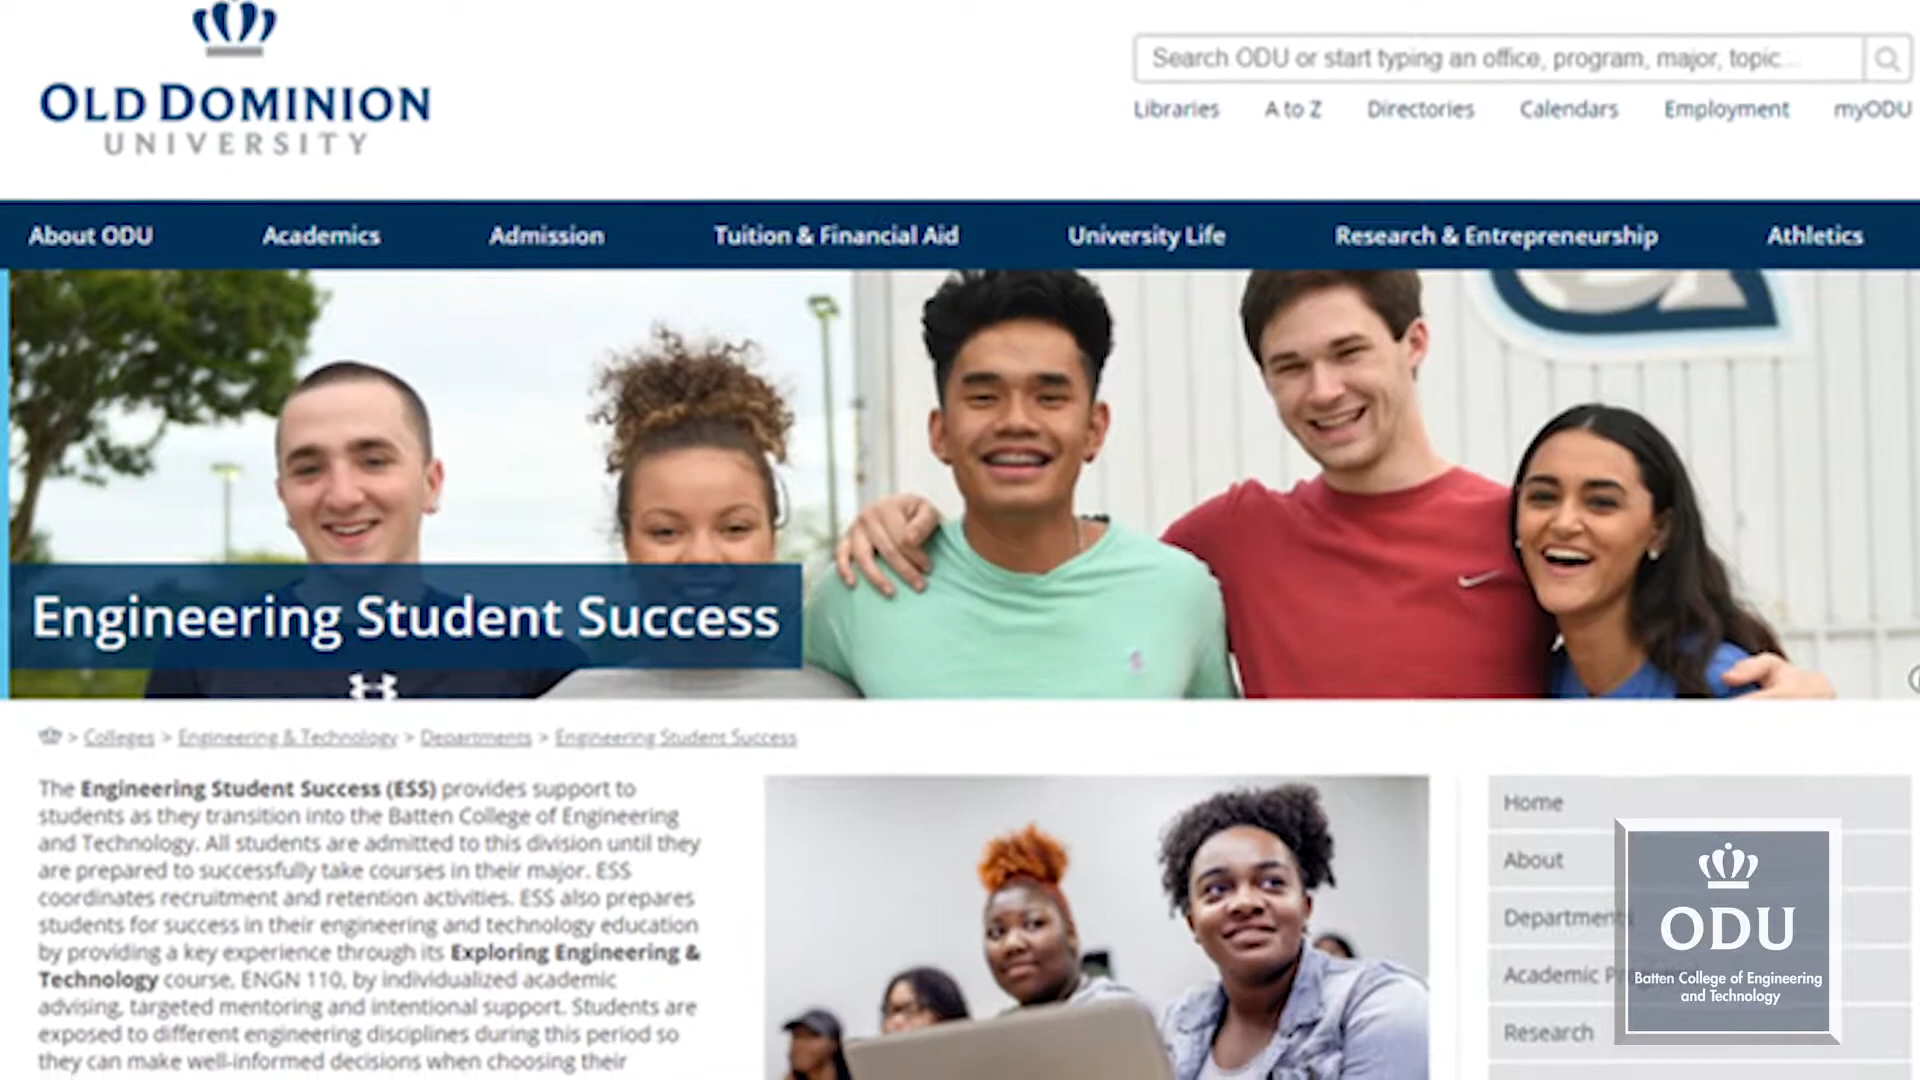 OLD DOMINION
UNIVERSITY
Search ODU or start typing an office, program, major, topic...
Libraries A to Z Directories Calendars Employment myODU
About ODU Academics Admission Tuition & Financial Aid University Life Research & Entrepreneurship Athletics
Engineering Student Success
> Colleges > Engineering & Technology > Departments > Engineering Student Success
The Engineering Student Success (ESS) provides support to
students as they transition into the Batten College of Engineering
and Technology. All students are admitted to this division until they
are prepared to successfully take courses in their major. ESS
coordinates recruitment and retention activities. ESS also prepares
students for success in their engineering and technology education
by providing a key experience through its Exploring Engineering &
Technology course, ENGN 110, by individualized academic
advising, targeted mentoring and intentional support. Students are
exposed to different engineering disciplines during this period so
they can make well-informed decisions when choosing their
Home
About
Department
Academic
Research
ODU
Batten College of Engineering
and Technology